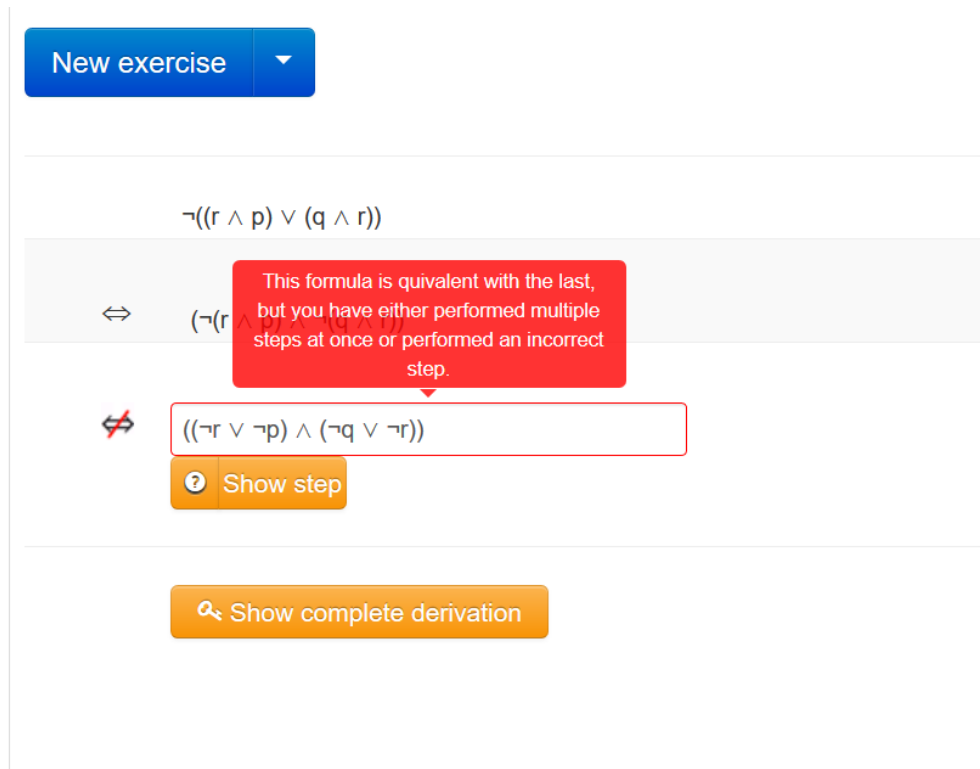 New exercise
¬((r ∧ p) ∨ (q ∧ r))
This formula is quivalent with the last,
but you have either performed multiple
steps at once or performed an incorrect
step.
⇔ (¬(r ∧ p) ∧ ¬(q ∧ r))
((¬r ∨ ¬p) ∧ (¬q ∨ ¬r))
Show step
Show complete derivation